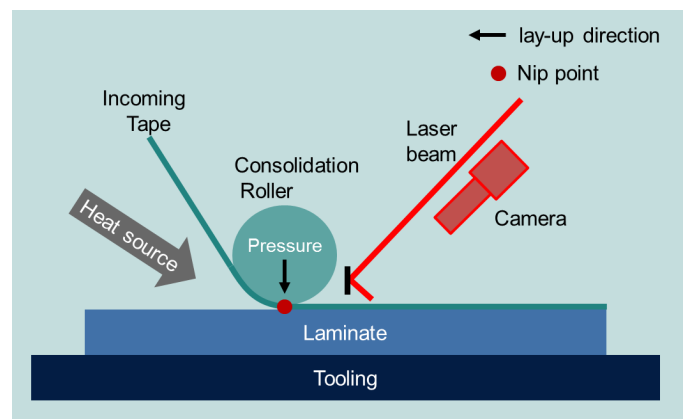 lay-up direction
Nip point
Incoming
Tape
Laser
beam
Consolidation
Roller
Camera
Heat source
Pressure
Laminate
Tooling